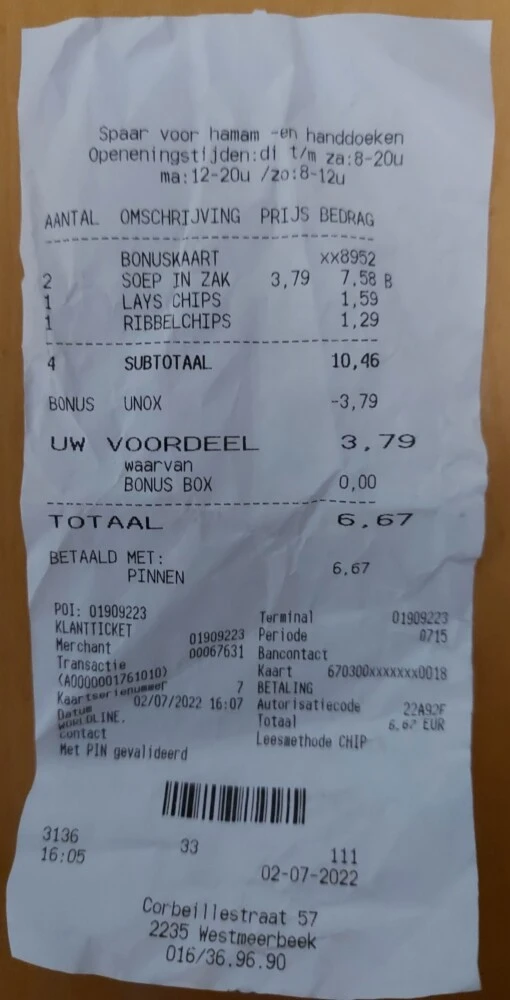 Spaar voor hamam -en handdoeken
Openeningstijden:di t/m za:8-20u
ma:12-20u /zo:8-12u
AANTAL OMSCHRIJVING PRIJS BEDRAG
BONUSKAART xx8952
2 SOEP IN ZAK 3,79 7,58 B
1 LAYS CHIPS 1,59
1 RIBBELCHIPS 1,29
4 SUBTOTAAL 10,46
BONUS UNOX -3,79
UW VOORDEEL 3,79
waarvan
BONUS BOX 0,00
TOTAAL 6,67
BETAALD MET:
PINNEN 6,67
POI: 01909223
KLANTTICKET
Merchant 01909223
Transactie 00067631
(A0000001761010)
Kaartserienummer 7
Datum 02/07/2022 16:07
WORLDLINE.
Contact
Met PIN gevalideerd
Terminal 01909223
Periode 0715
Bancontact
Kaart 670300xxxxxxx0018
BETALING
Autorisatiecode 22A92F
Totaal 6,67 EUR
Leesmethode CHIP
3136 33 111
16:05 02-07-2022
Corbeillestraat 57
2235 Westmeerbeek
016/36.96.90